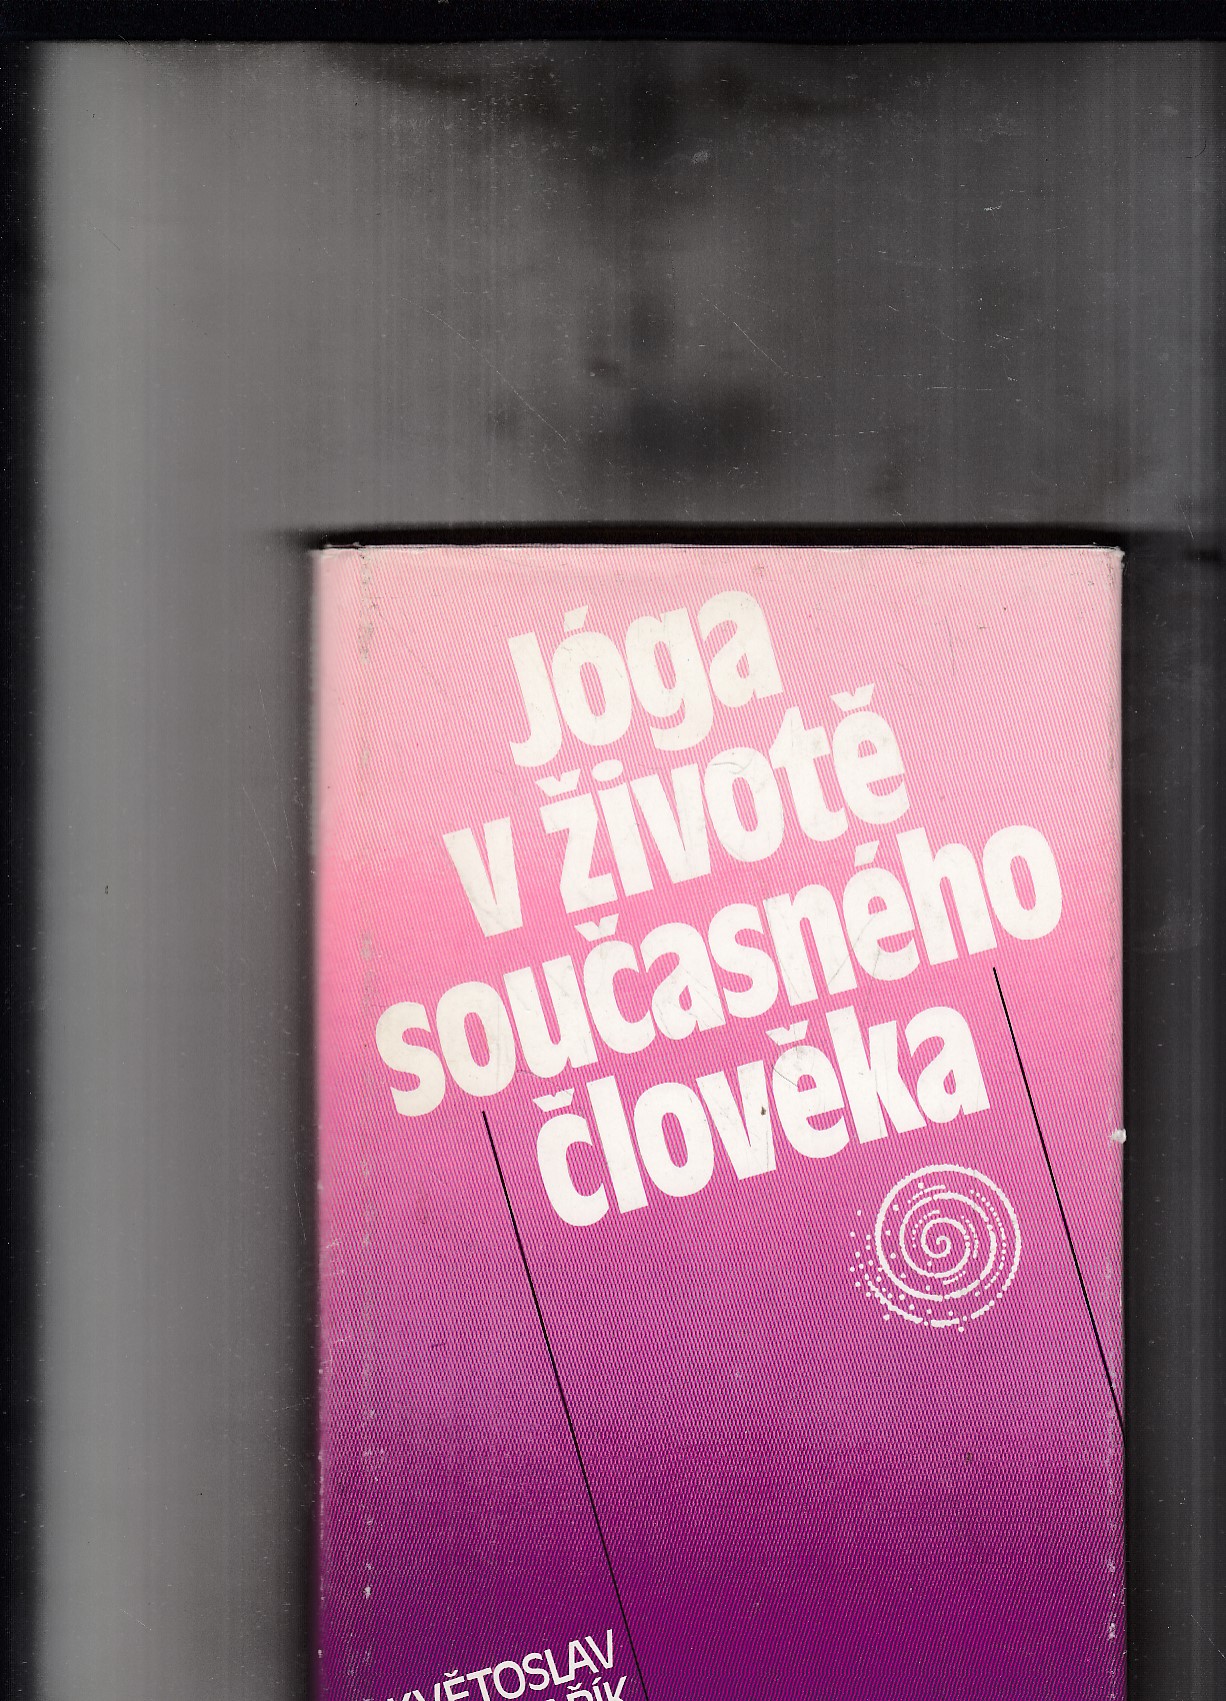 Jóga
v životě
současného
člověka
KVĚTOSLAV